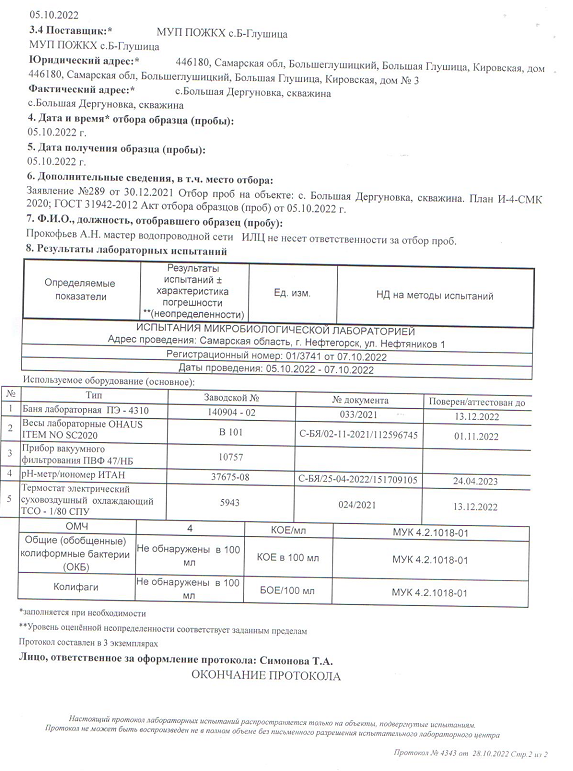 05.10.2022
3.4 Поставщик:* МУП ПОЖКХ с.Б-Глушица
МУП ПОЖКХ с.Б-Глушица
Юридический адрес:* 446180, Самарская обл, Большеглушицкий, Большая Глушица, Кировская, дом
446180, Самарская обл, Большеглушицкий, Большая Глушица, Кировская, дом № 3
Фактический адрес:* с.Большая Дергуновка, скважина
с.Большая Дергуновка, скважина
4. Дата и время* отбора образца (пробы):
05.10.2022 г.
5. Дата получения образца (пробы):
05.10.2022 г.
6. Дополнительные сведения, в т.ч. место отбора:
Заявление №289 от 30.12.2021 Отбор проб на объекте: с. Большая Дергуновка, скважина. План И-4-СМК
2020; ГОСТ 31942-2012 Акт отбора образцов (проб) от 05.10.2022 г.
7. Ф.И.О., должность, отобравшего образец (пробу):
Прокофьев А.Н. мастер водопроводной сети ИЛЦ не несет ответственности за отбор проб.
8. Результаты лабораторных испытаний
Определяемые показатели Результаты испытаний ± характеристика погрешности **(неопределенности) Ед. изм. НД на методы испытаний
ИСПЫТАНИЯ МИКРОБИОЛОГИЧЕСКОЙ ЛАБОРАТОРИЕЙ
Адрес проведения: Самарская область, г. Нефтегорск, ул. Нефтяников 1
Регистрационный номер: 01/3741 от 07.10.2022
Даты проведения: 05.10.2022 - 07.10.2022
Используемое оборудование (основное):
№ Тип Заводской № № документа Поверен/аттестован до
1 Баня лабораторная ПЭ - 4310 140904 - 02 033/2021 13.12.2022
2 Весы лабораторные OHAUS ITEM NO SC2020 B 101 С-БЯ/02-11-2021/112596745 01.11.2022
3 Прибор вакуумного фильтрования ПВФ 47/НБ 10757
4 pH-метр/иономер ИТАН 37675-08 С-БЯ/25-04-2022/151709105 24.04.2023
5 Термостат электрический суховоздушный охлаждающий ТСО - 1/80 СПУ 5943 024/2021 13.12.2022
ОМЧ 4 КОЕ/мл МУК 4.2.1018-01
Общие (обобщенные) колиформные бактерии (ОКБ) Не обнаружены в 100 мл КОЕ в 100 мл МУК 4.2.1018-01
Колифаги Не обнаружены в 100 мл БОЕ/100 мл МУК 4.2.1018-01
*заполняется при необходимости
**Уровень оценённой неопределенности соответствует заданным пределам
Протокол составлен в 3 экземплярах
Лицо, ответственное за оформление протокола: Симонова Т.А.
ОКОНЧАНИЕ ПРОТОКОЛА
Настоящий протокол лабораторных испытаний распространяется только на объекты, подвергнутые испытаниям.
Протокол не может быть воспроизведен не в полном объеме без письменного разрешения испытательного лабораторного центра
Протокол № 4343 от 28.10.2022 Стр.2 из 2